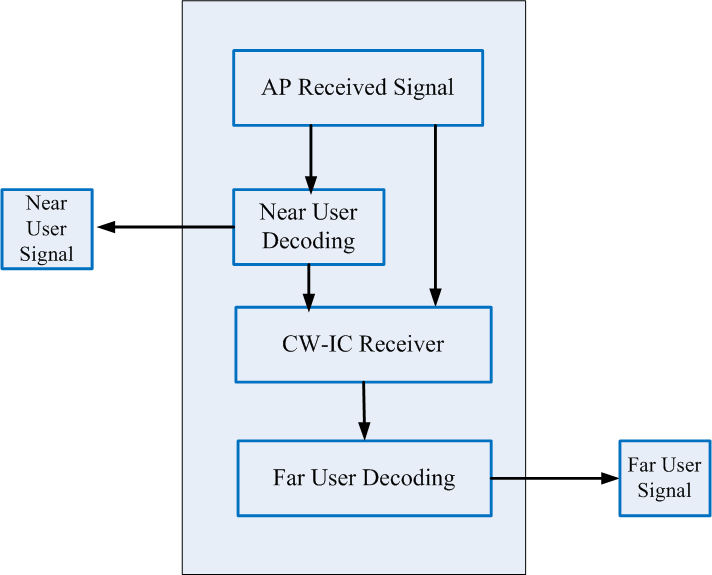 AP Received Signal
Near
User
Signal
Near User
Decoding
CW-IC Receiver
Far User Decoding
Far User
Signal